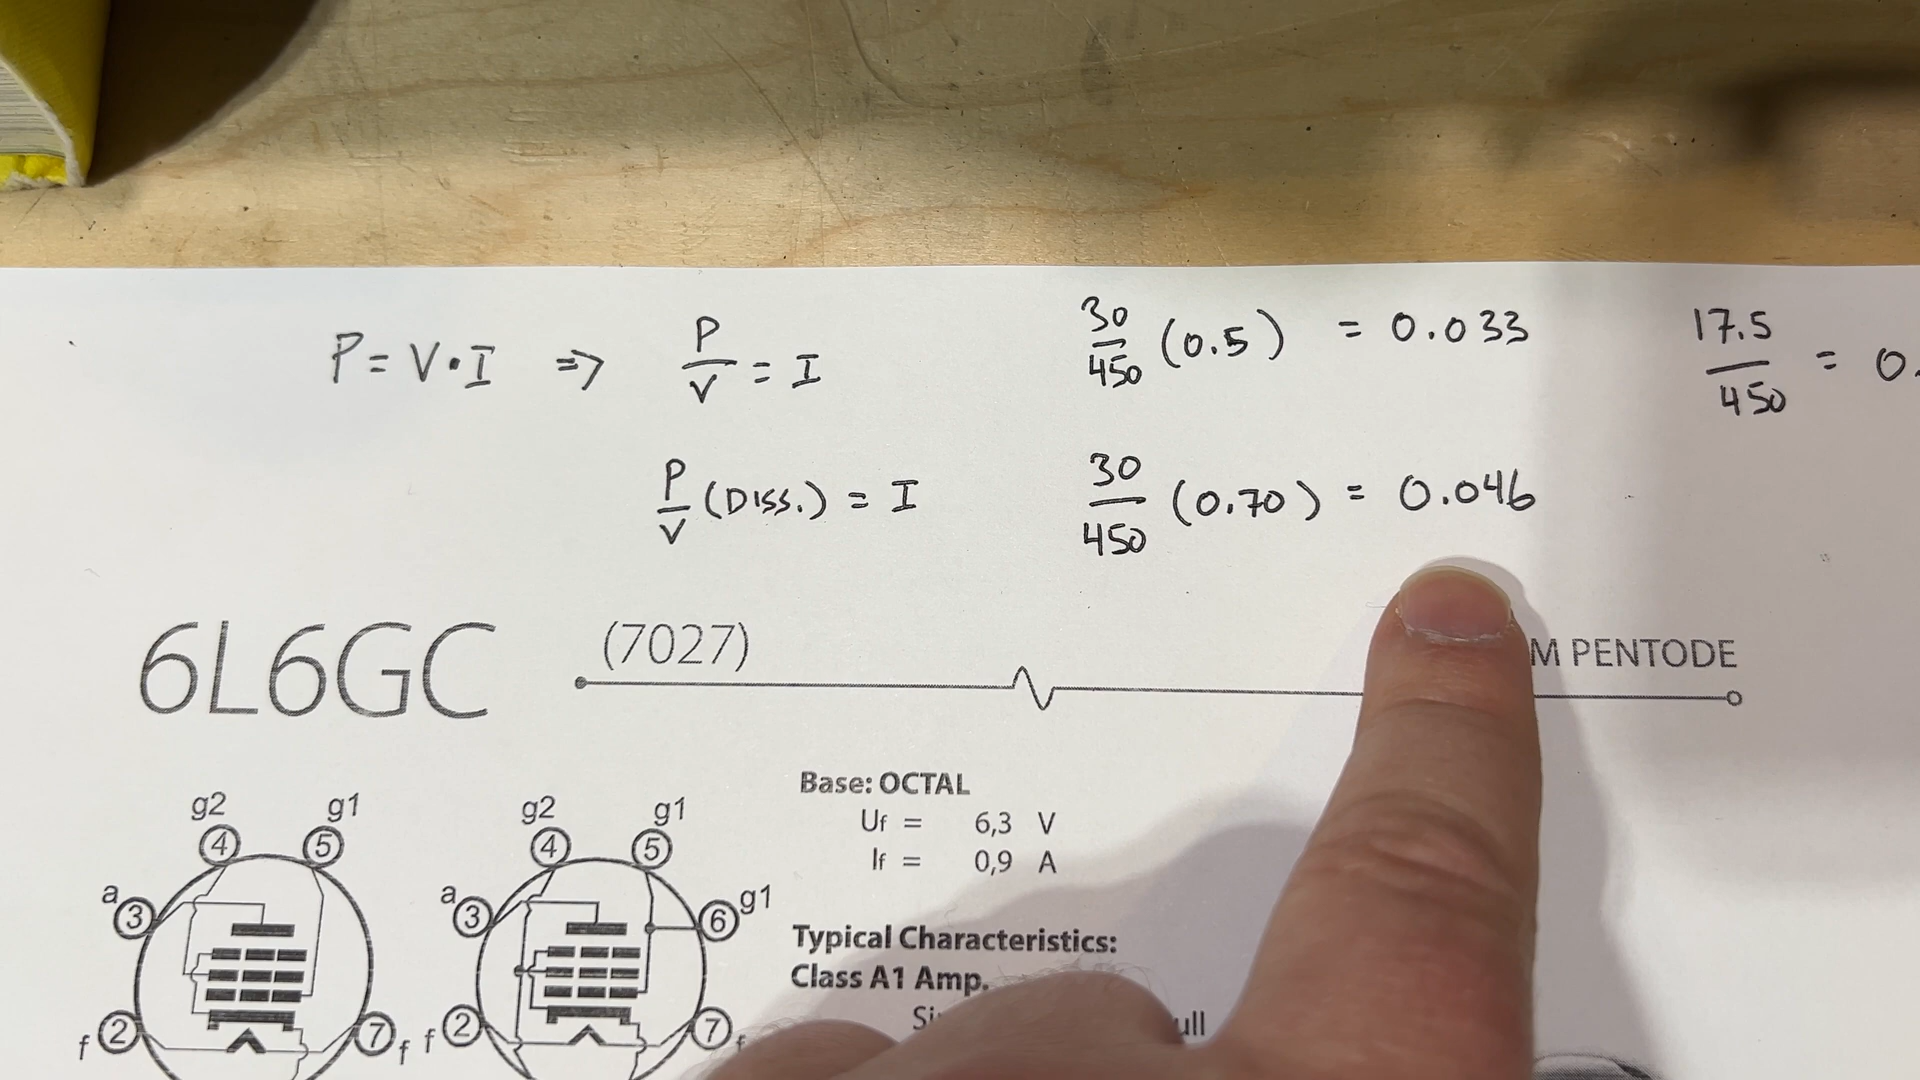 P = V · I ⇒ P/V = I
30/450 (0.5) = 0.033
17.5/450 = 0.
P/V (DISS.) = I
30/450 (0.70) = 0.046
6L6GC (7027)
M PENTODE
g2 g1
4 5
a 3
f 2
7 f
g2 g1
4 5
a 3
6 g1
f 2
7 f
Base: OCTAL
Uf = 6,3 V
If = 0,9 A
Typical Characteristics:
Class A1 Amp.